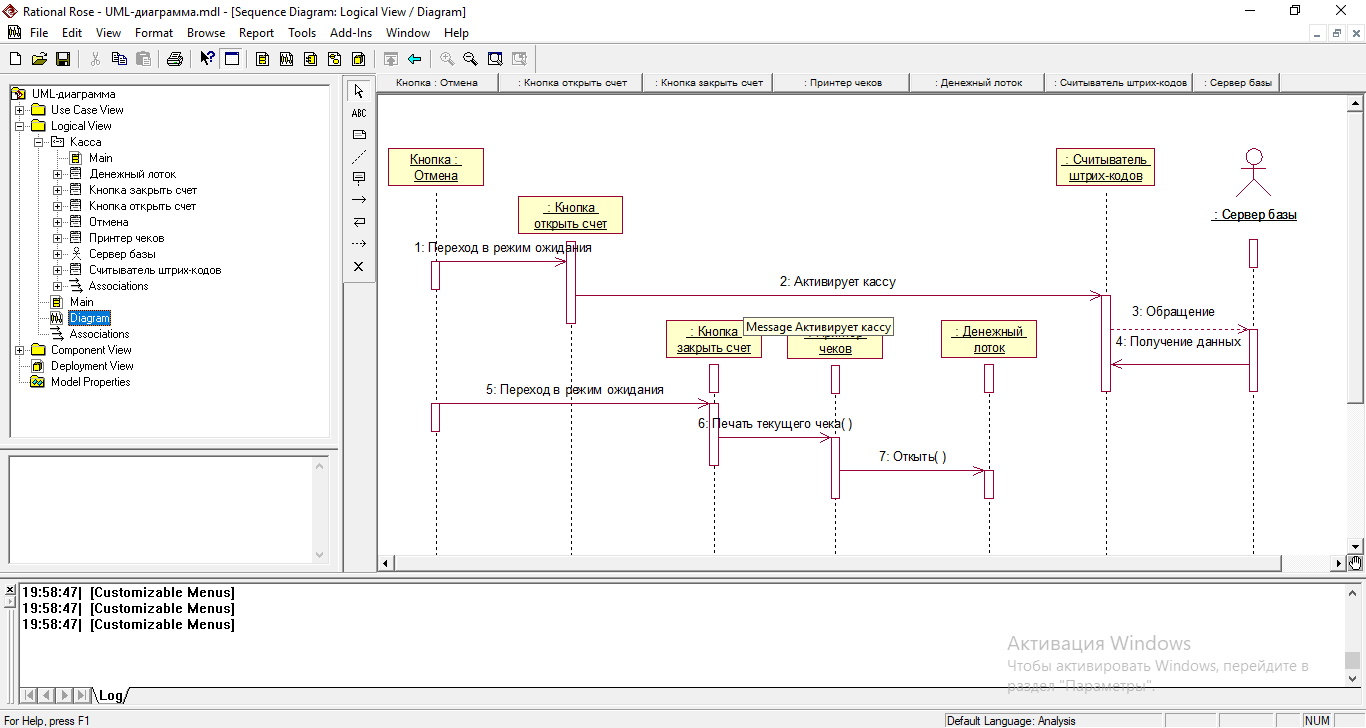 Rational Rose - UML-диаграмма.mdl - [Sequence Diagram: Logical View / Diagram]
File Edit View Format Browse Report Tools Add-Ins Window Help
Кнопка : Отмена : Кнопка открыть счет : Кнопка закрыть счет : Принтер чеков : Денежный лоток : Считыватель штрих-кодов : Сервер базы
UML-диаграмма
Use Case View
Logical View
Касса
Main
Денежный лоток
Кнопка закрыть счет
Кнопка открыть счет
Отмена
Принтер чеков
Сервер базы
Считыватель штрих-кодов
Associations
Main
Diagram
Associations
Component View
Deployment View
Model Properties
ABC
Кнопка :
Отмена
: Кнопка
открыть счет
: Считыватель
штрих-кодов
: Сервер базы
1: Переход в режим ожидания
2: Активирует кассу
3: Обращение
4: Получение данных
: Кнопка
закрыть счет
Message Активирует кассу
чеков
: Денежный
лоток
5: Переход в режим ожидания
6: Печать текущего чека( )
7: Откыть( )
19:58:47| [Customizable Menus]
19:58:47| [Customizable Menus]
19:58:47| [Customizable Menus]
Log
Активация Windows
Чтобы активировать Windows, перейдите в
раздел "Параметры".
For Help, press F1
Default Language: Analysis
NUM